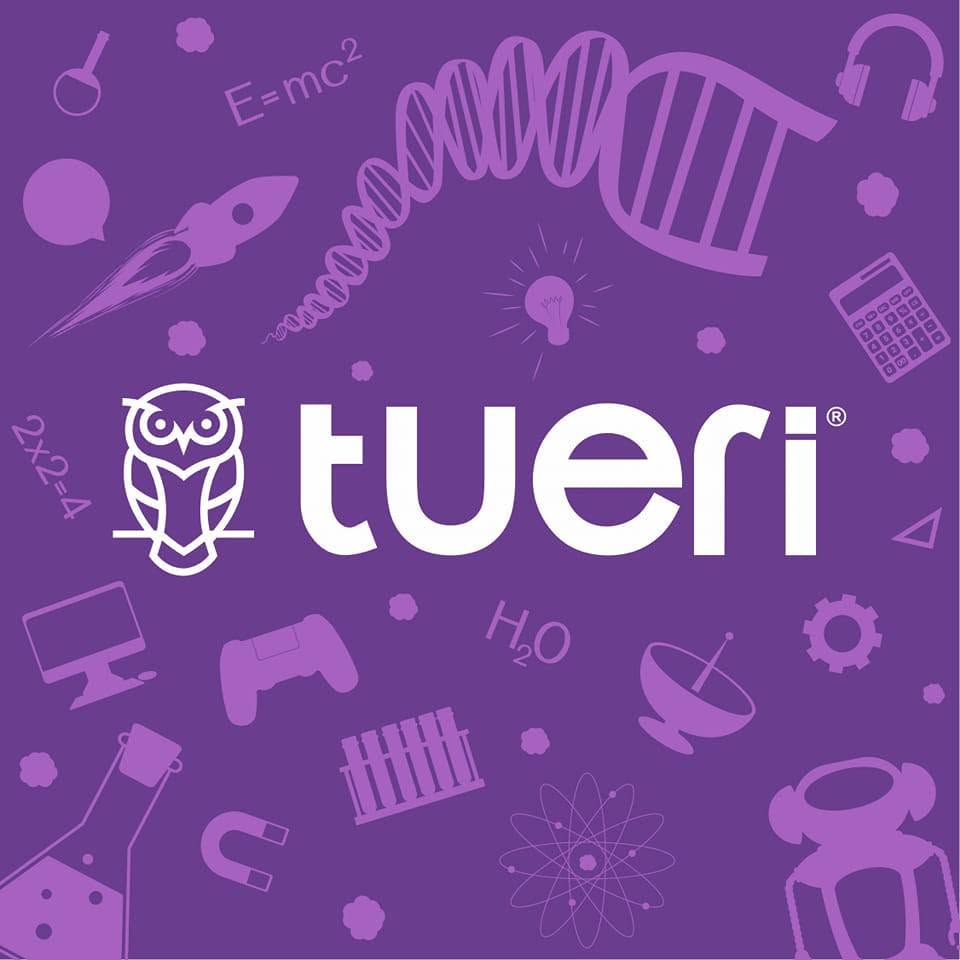 E=mc²
tueri®
2x2=4
H₂O